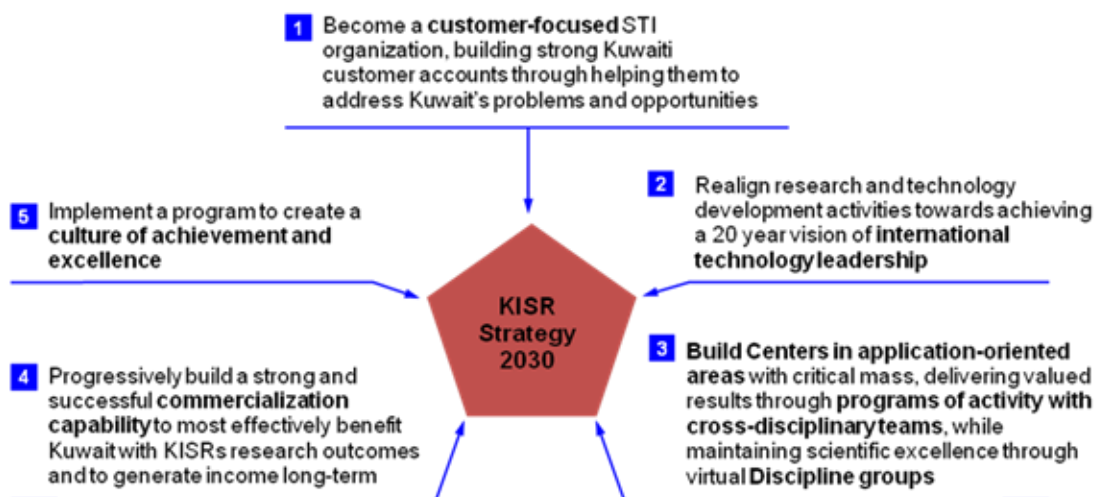 1 Become a customer-focused STI
organization, building strong Kuwaiti
customer accounts through helping them to
address Kuwait's problems and opportunities
2 Realign research and technology
development activities towards achieving
a 20 year vision of international
technology leadership
3 Build Centers in application-oriented
areas with critical mass, delivering valued
results through programs of activity with
cross-disciplinary teams, while
maintaining scientific excellence through
virtual Discipline groups
4 Progressively build a strong and
successful commercialization
capability to most effectively benefit
Kuwait with KISRs research outcomes
and to generate income long-term
5 Implement a program to create a
culture of achievement and
excellence
KISR
Strategy
2030